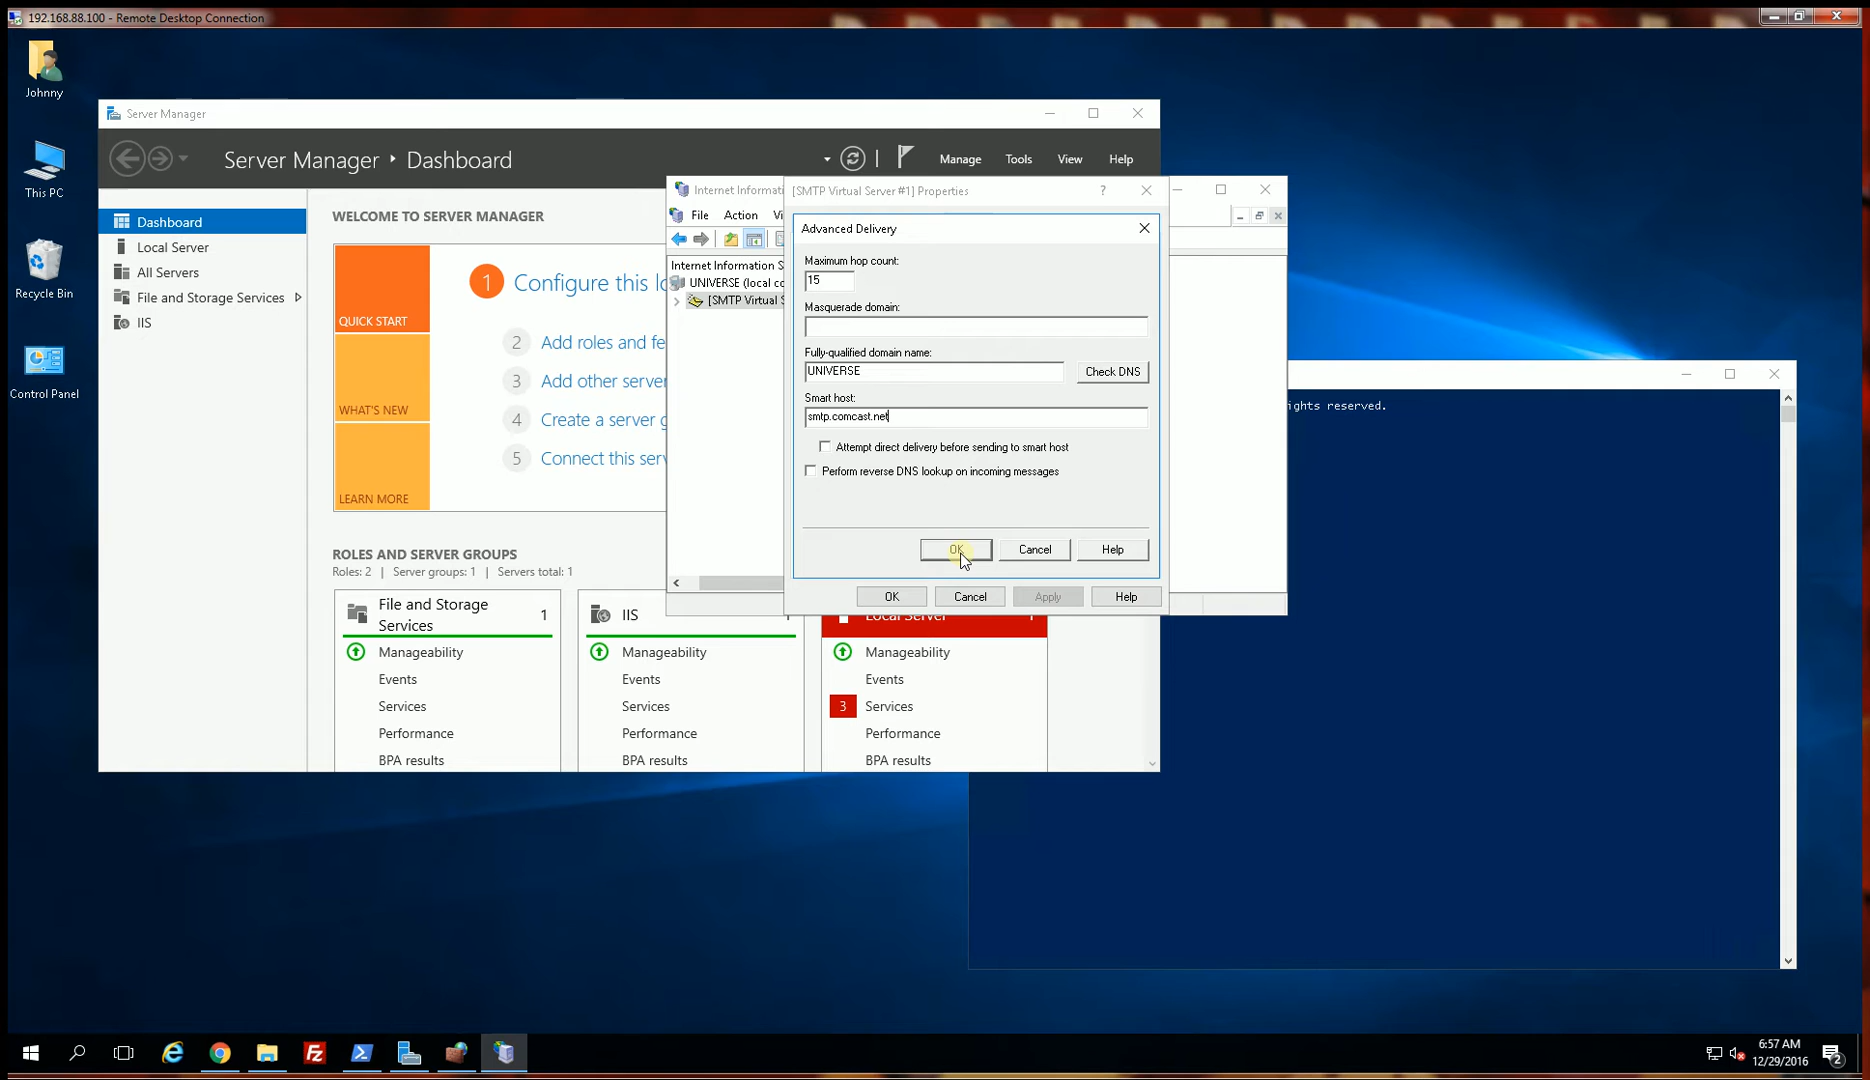 192.168.88.100 - Remote Desktop Connection
Johnny
This PC
Recycle Bin
Control Panel
Server Manager
Server Manager ‣ Dashboard
Manage
Tools
View
Help
Dashboard
Local Server
All Servers
File and Storage Services
IIS
WELCOME TO SERVER MANAGER
QUICK START
WHAT'S NEW
LEARN MORE
1 Configure this lo
2 Add roles and fe
3 Add other server
4 Create a server g
5 Connect this serv
ROLES AND SERVER GROUPS
Roles: 2 | Server groups: 1 | Servers total: 1
File and Storage Services 1
Manageability
Events
Services
Performance
BPA results
IIS
Manageability
Events
Services
Performance
BPA results
Manageability
Events
3 Services
Performance
BPA results
Internet Informati
File
Action
Vi
Internet Information S
UNIVERSE (local co
[SMTP Virtual S
[SMTP Virtual Server #1] Properties
?
Advanced Delivery
Maximum hop count:
15
Masquerade domain:
Fully-qualified domain name:
UNIVERSE
Check DNS
Smart host:
smtp.comcast.net
Attempt direct delivery before sending to smart host
Perform reverse DNS lookup on incoming messages
OK
Cancel
Help
OK
Cancel
Apply
Help
ights reserved.
6:57 AM
12/29/2016
2